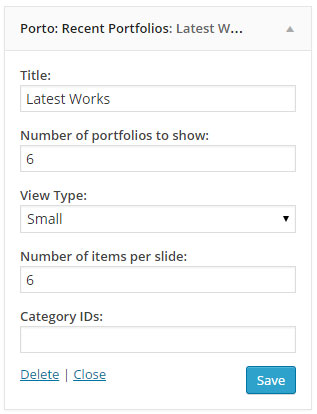 Porto: Recent Portfolios: Latest W...
Title:
Latest Works
Number of portfolios to show:
6
View Type:
Small
Number of items per slide:
6
Category IDs:
Delete | Close
Save